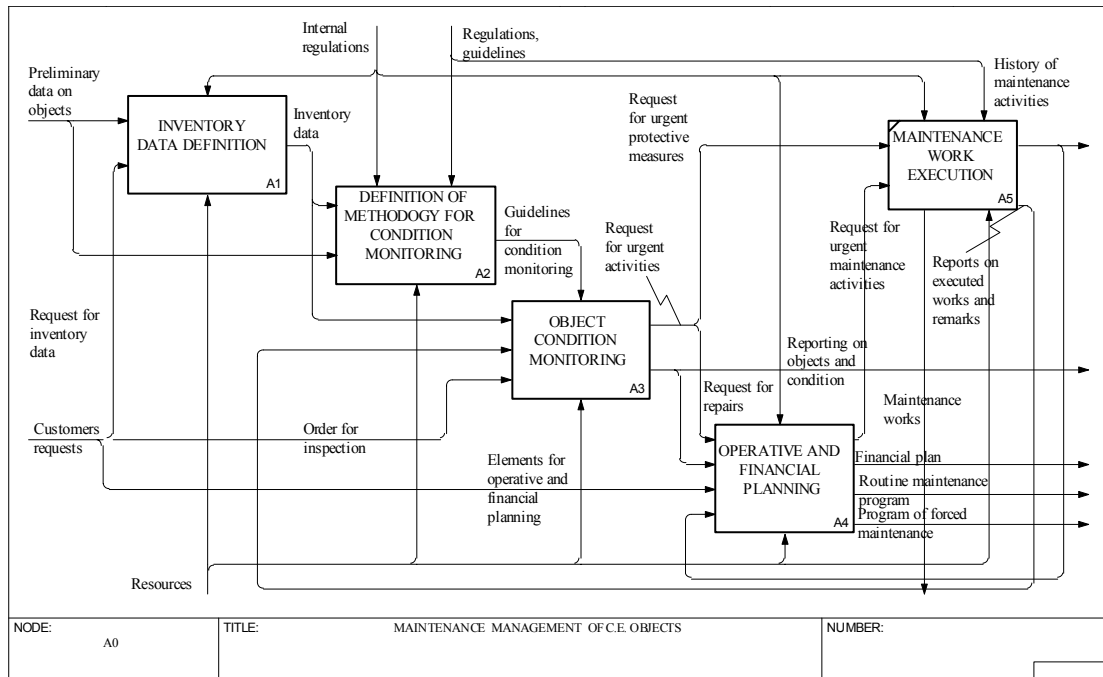 Internal
regulations
Regulations,
guidelines
Preliminary
data on
objects
History of
maintenance
activities
Inventory
data
Request
for urgent
protective
measures
INVENTORY
DATA DEFINITION
A1
MAINTENANCE
WORK
EXECUTION
A5
DEFINITION OF
METHODOGY FOR
CONDITION
MONITORING
A2
Guidelines
for
condition
monitoring
Request
for urgent
activities
Request for
urgent
maintenance
activities
Reports on
executed
works and
remarks
Request for
inventory
data
OBJECT
CONDITION
MONITORING
A3
Reporting on
objects and
condition
Request for
repairs
Maintenance
works
Customers
requests
Order for
inspection
Elements for
operative and
financial
planning
OPERATIVE AND
FINANCIAL
PLANNING
A4
Financial plan
Routine maintenance
program
Program of forced
maintenance
Resources
NODE:
A0
TITLE:
MAINTENANCE MANAGEMENT OF C.E. OBJECTS
NUMBER: